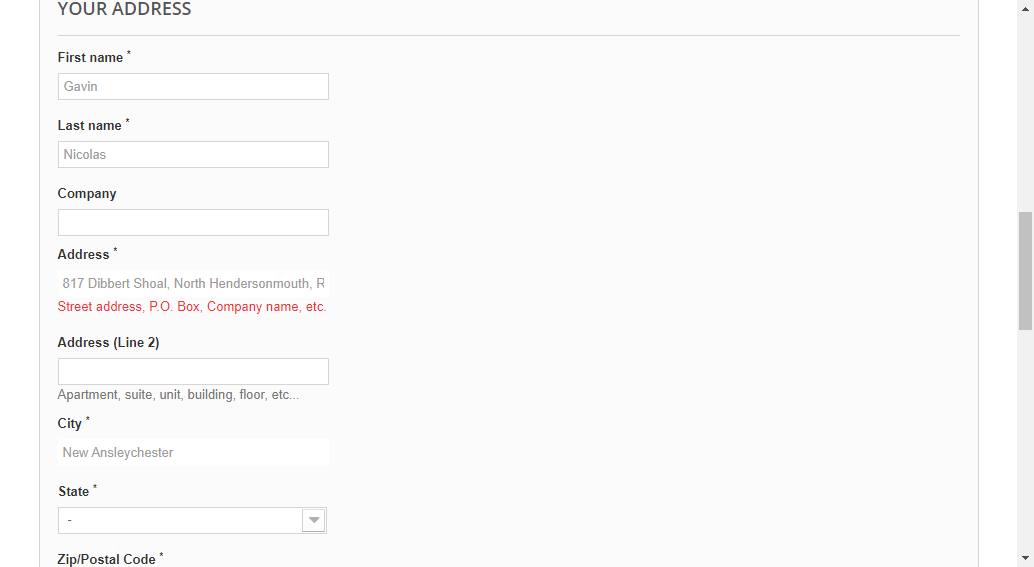 YOUR ADDRESS
First name *
Gavin
Last name *
Nicolas
Company
Address *
817 Dibbert Shoal, North Hendersonmouth, R
Street address, P.O. Box, Company name, etc.
Address (Line 2)
Apartment, suite, unit, building, floor, etc...
City *
New Ansleychester
State *
-
Zip/Postal Code *